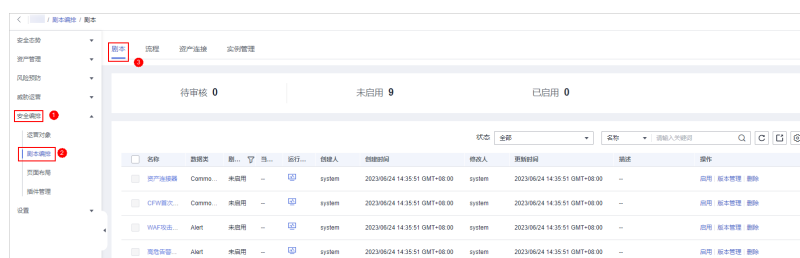 / 剧本编排 / 剧本
安全态势
资产管理
风险预防
威胁运营
安全编排 1
运营对象
剧本编排 2
页面布局
插件管理
设置
剧本 流程 资产连接 实例管理
3
待审核 0 未启用 9 已启用 0
状态 全部 名称 请输入关键词
名称 数据类 剧... 当... 运行... 创建人 创建时间 修改人 更新时间 描述 操作
资产连接器 Commo... 未启用 -- system 2023/06/24 14:35:51 GMT+08:00 system 2023/06/24 14:35:51 GMT+08:00 -- 启用 版本管理 删除
CFW首次... Commo... 未启用 -- system 2023/06/24 14:35:51 GMT+08:00 system 2023/06/24 14:35:51 GMT+08:00 -- 启用 版本管理 删除
WAF攻击... Alert 未启用 -- system 2023/06/24 14:35:51 GMT+08:00 system 2023/06/24 14:35:51 GMT+08:00 -- 启用 版本管理 删除
高危告警... Alert 未启用 -- system 2023/06/24 14:35:51 GMT+08:00 system 2023/06/24 14:35:51 GMT+08:00 -- 启用 版本管理 删除